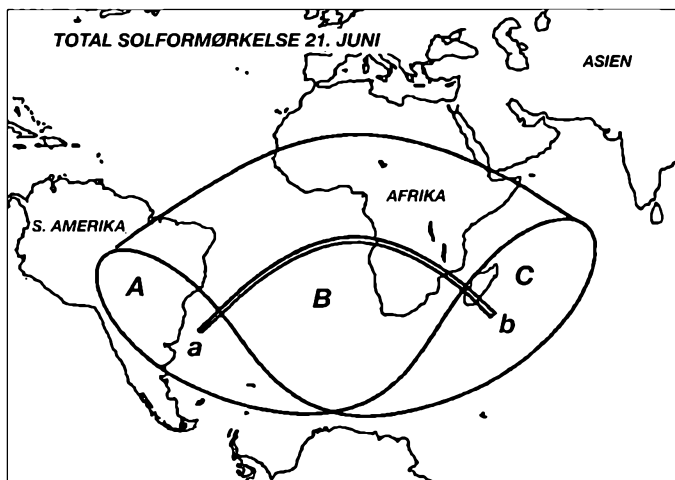 TOTAL SOLFORMØRKELSE 21. JUNI
ASIEN
AFRIKA
S. AMERIKA
A
B
C
a
b